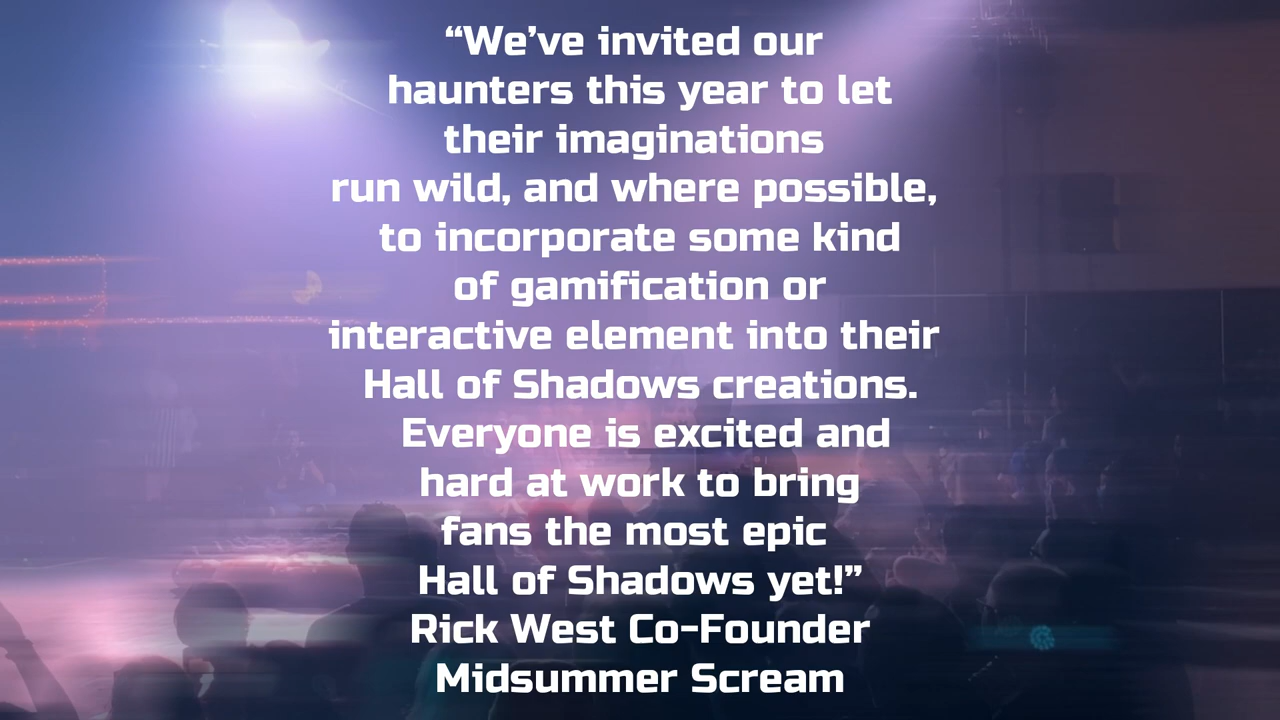 “We’ve invited our
haunters this year to let
their imaginations
run wild, and where possible,
to incorporate some kind
of gamification or
interactive element into their
Hall of Shadows creations.
Everyone is excited and
hard at work to bring
fans the most epic
Hall of Shadows yet!”
Rick West Co-Founder
Midsummer Scream